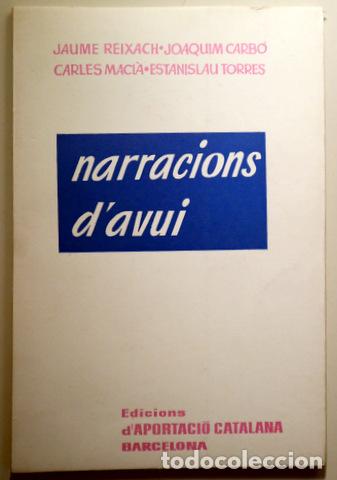 JAUME REIXACH•JOAQUIM CARBÓ
CARLES MACIÀ•ESTANISLAU TORRES
narracions
d'avui
Edicions
d'APORTACIÓ CATALANA
BARCELONA
todocoleccion